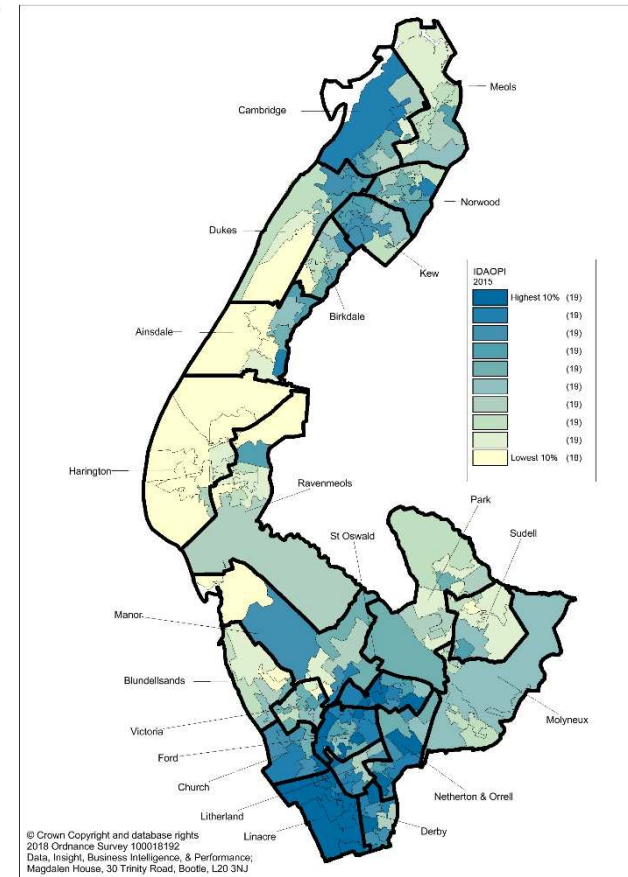 Meols
Cambridge
Norwood
Dukes
Kew
IDAOPI
2015
Highest 10% (19)
(19)
(19)
(19)
(19)
(19)
(19)
(19)
(19)
Lowest 10% (18)
Birkdale
Ainsdale
Harington
Ravenmeols
Park
St Oswald
Sudell
Manor
Blundellsands
Molyneux
Victoria
Ford
Church
Netherton & Orrell
Litherland
Derby
Linacre
© Crown Copyright and database rights
2018 Ordnance Survey 100018192
Data, Insight, Business Intelligence, & Performance;
Magdalen House, 30 Trinity Road, Bootle, L20 3NJ